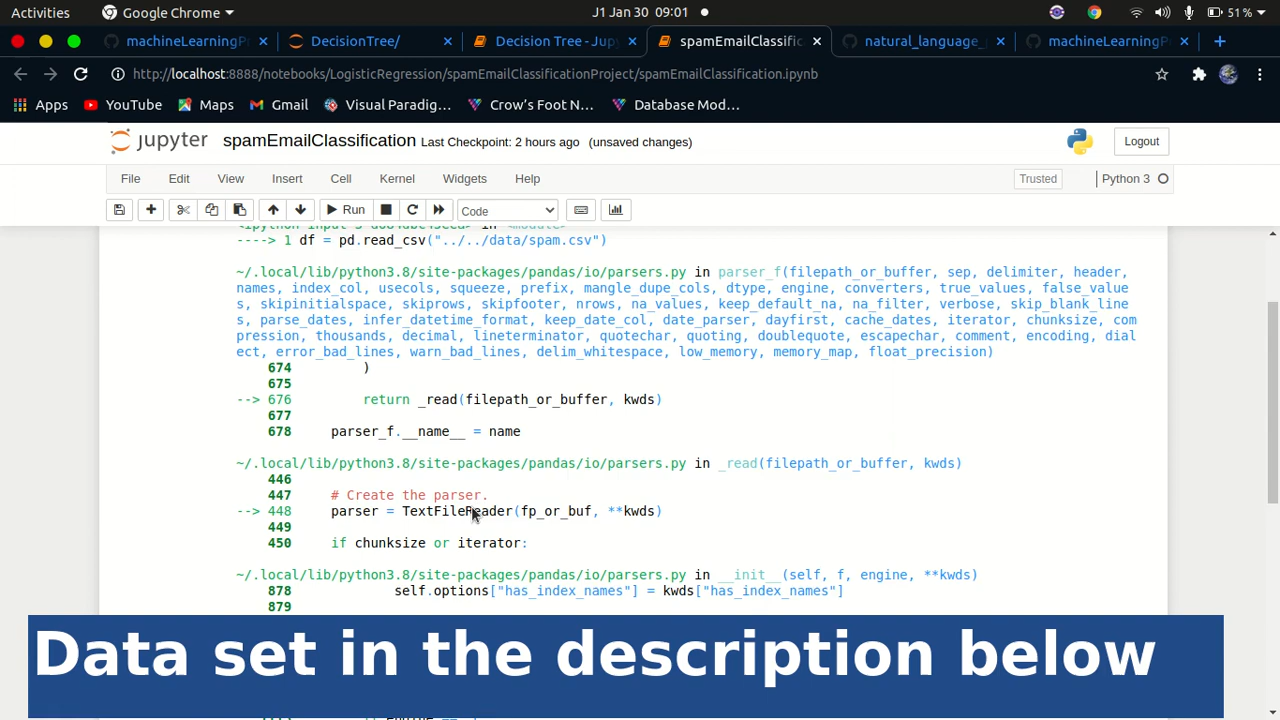 Activities
Google Chrome
J1 Jan 30 09:01
51 %
machineLearningPr
DecisionTree/
Decision Tree - Jup
spamEmailClassific
natural_language_
machineLearningPr
http://localhost:8888/notebooks/LogisticRegression/spamEmailClassificationProject/spamEmailClassification.ipynb
Apps
YouTube
Maps
Gmail
Visual Paradig...
Crow's Foot N...
Database Mod...
jupyter
spamEmailClassification Last Checkpoint: 2 hours ago (unsaved changes)
Logout
File Edit View Insert Cell Kernel Widgets Help
Trusted
Python 3
Run
Code
----> 1 df = pd.read_csv("../../data/spam.csv")
~/.local/lib/python3.8/site-packages/pandas/io/parsers.py in parser_f(filepath_or_buffer, sep, delimiter, header,
names, index_col, usecols, squeeze, prefix, mangle_dupe_cols, dtype, engine, converters, true_values, false_value
s, skipinitialspace, skiprows, skipfooter, nrows, na_values, keep_default_na, na_filter, verbose, skip_blank_line
s, parse_dates, infer_datetime_format, keep_date_col, date_parser, dayfirst, cache_dates, iterator, chunksize, com
pression, thousands, decimal, lineterminator, quotechar, quoting, doublequote, escapechar, comment, encoding, dial
ect, error_bad_lines, warn_bad_lines, delim_whitespace, low_memory, memory_map, float_precision)
674 )
675
--> 676 return _read(filepath_or_buffer, kwds)
677
678 parser_f.__name__ = name
~/.local/lib/python3.8/site-packages/pandas/io/parsers.py in _read(filepath_or_buffer, kwds)
446
447 # Create the parser.
--> 448 parser = TextFileReader(fp_or_buf, **kwds)
449
450 if chunksize or iterator:
~/.local/lib/python3.8/site-packages/pandas/io/parsers.py in __init__(self, f, engine, **kwds)
878 self.options["has_index_names"] = kwds["has_index_names"]
879
Data set in the description below